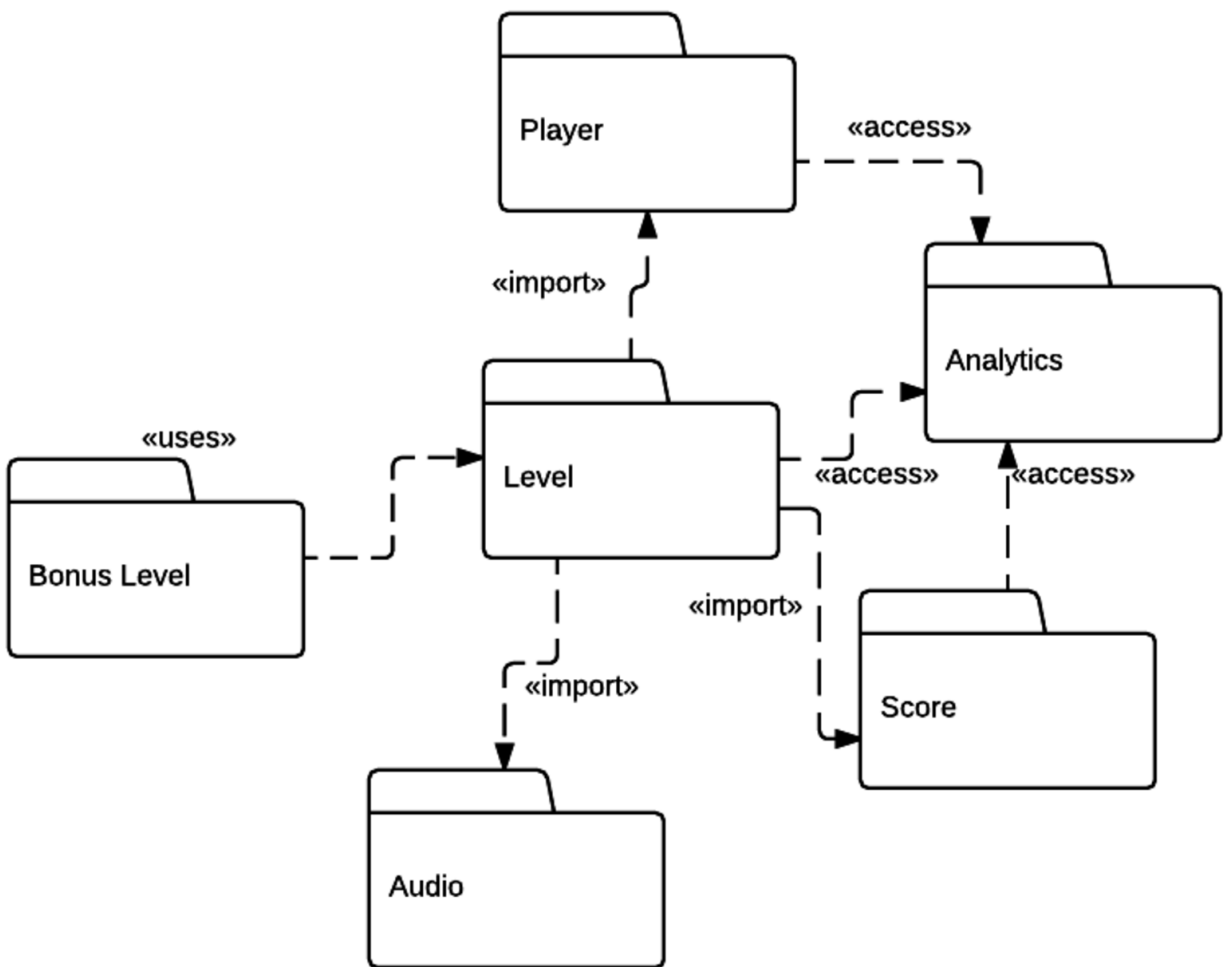 Player
«access»
«import»
Analytics
«uses»
Level
«access»
«access»
Bonus Level
«import»
«import»
Score
Audio